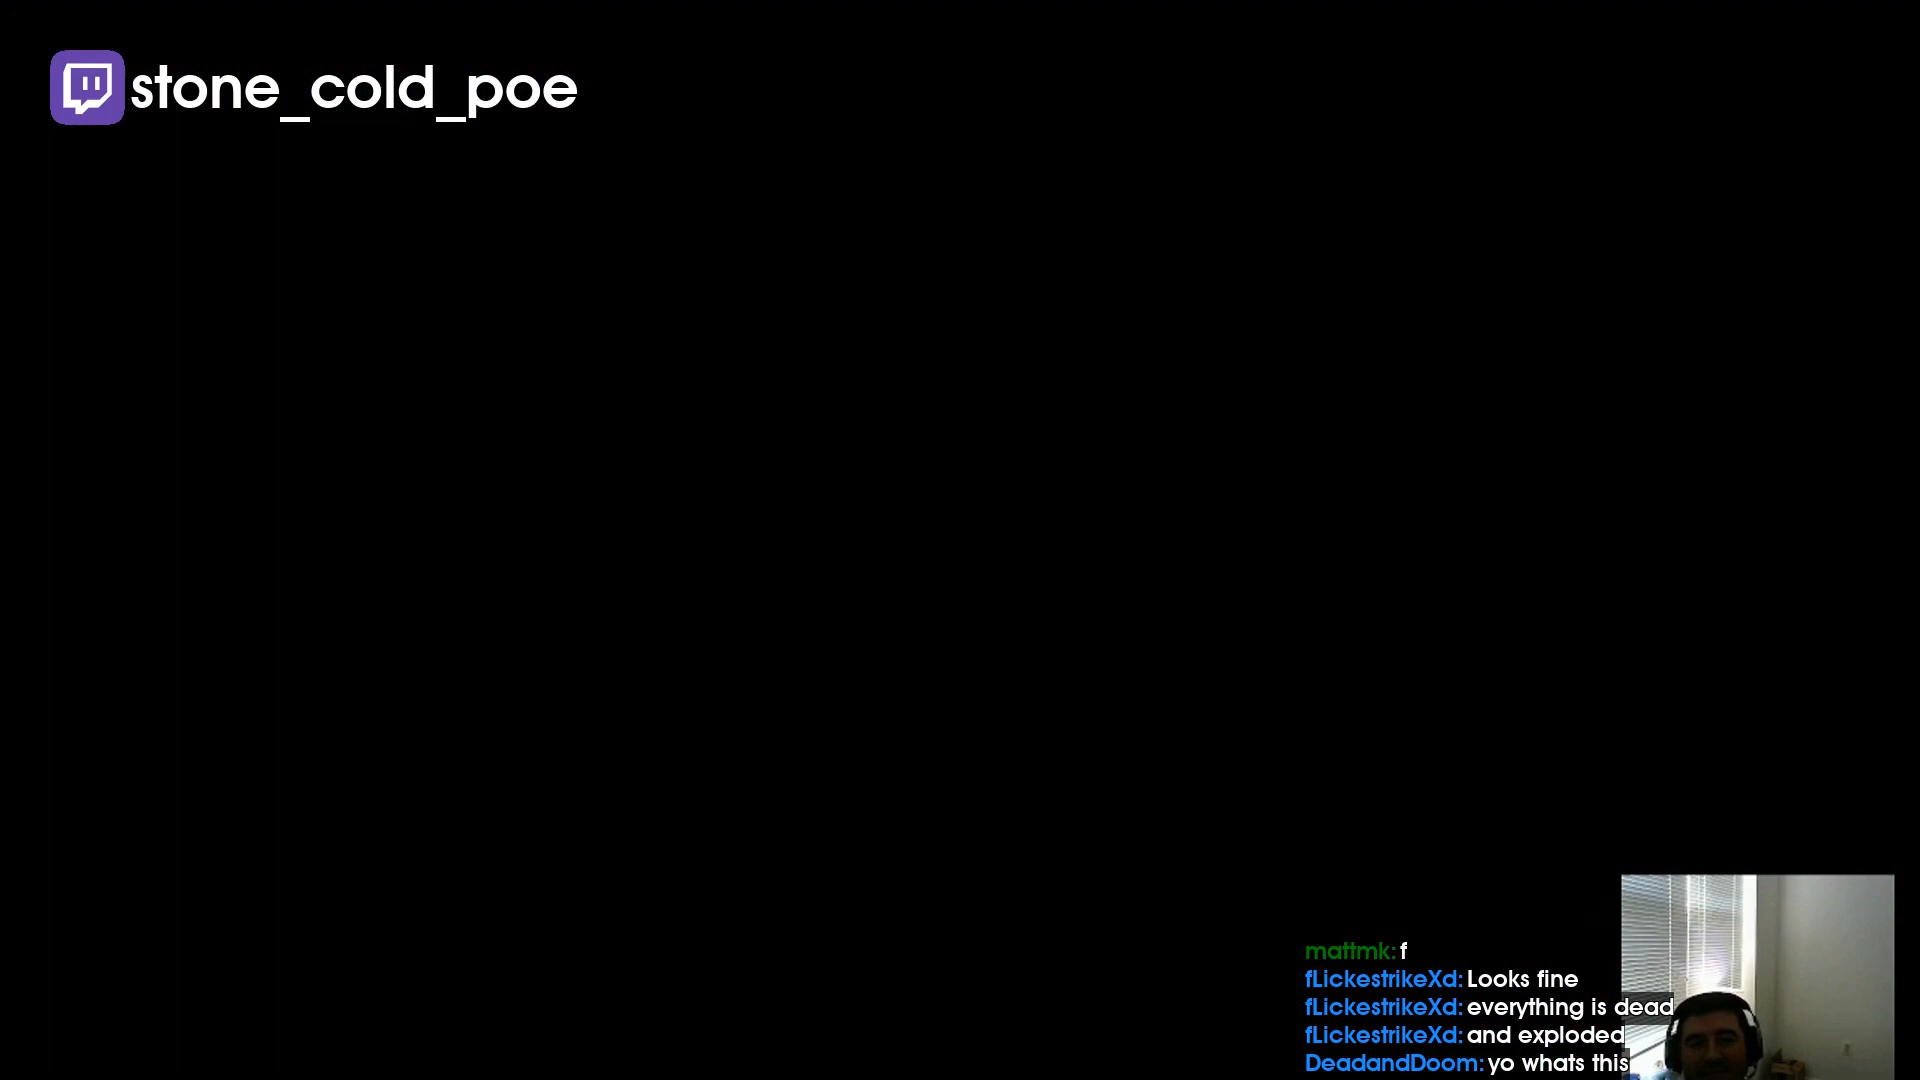 stone_cold_poe
mattmk: f
fLickestrikeXd: Looks fine
fLickestrikeXd: everything is dead
fLickestrikeXd: and exploded
DeadandDoom: yo whats this